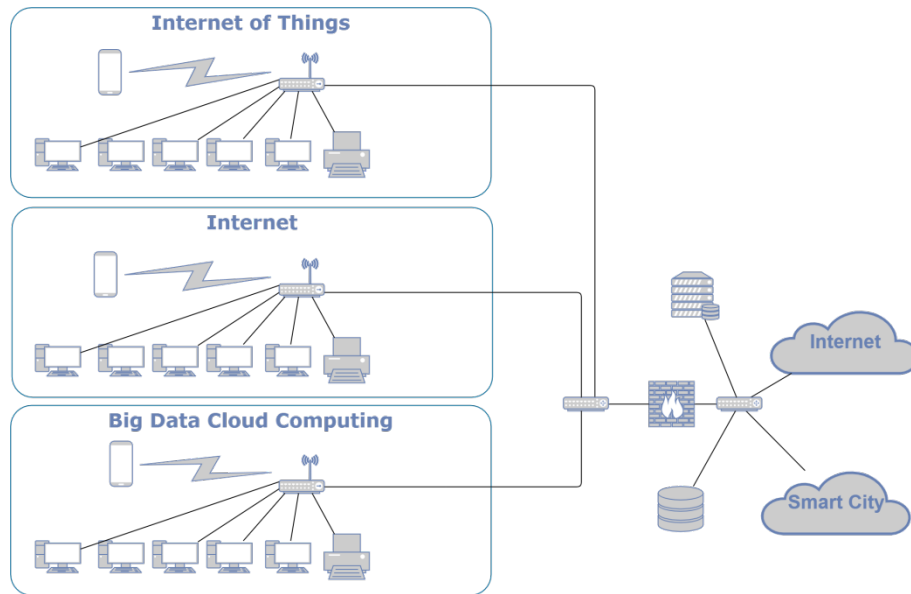 Internet of Things
Internet
Big Data Cloud Computing
Internet
Smart City